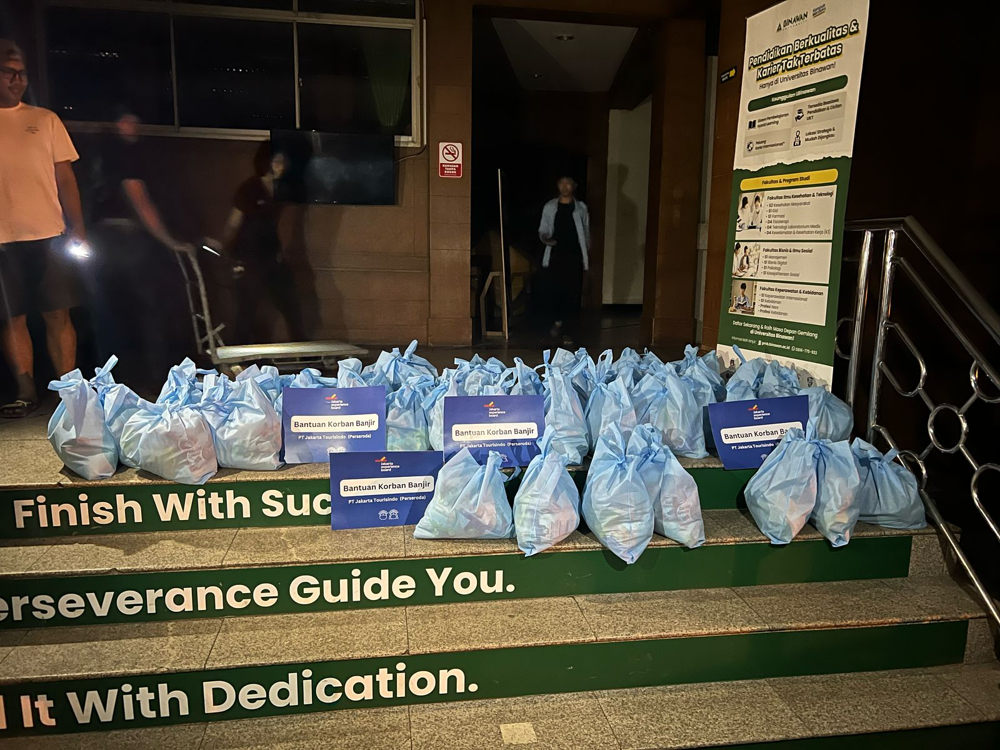 BINAWAN
UNIVERSITY
Kampus
Merdeka
Pendidikan Berkualitas &
Karier Tak Terbatas
Hanya di Universitas Binawan!
Keunggulan UBinawan
Sistem Pembelajaran
Hybrid Learning
Tersedia Beasiswa
Pendidikan & Cicilan
UKT
Peluang
Karier Internasional*
Lokasi Strategis &
Mudah Dijangkau
Fakultas & Program Studi
Fakultas Ilmu Kesehatan & Teknologi
• S2 Kesehatan Masyarakat
• S1 Gizi
• S1 Farmasi
• D4 Fisioterapi
• D4 Teknologi Laboratorium Medis
• D4 Keselamatan & Kesehatan Kerja (K3)
Fakultas Bisnis & Ilmu Sosial
• S1 Manajemen
• S1 Bisnis Digital
• S1 Psikologi
• S1 Kesejahteraan Sosial
Fakultas Keperawatan & Kebidanan
• S1 Keperawatan Internasional
• S1 Kebidanan
• Profesi Ners
• Profesi Kebidanan
Daftar Sekarang & Raih Masa Depan Gemilang
di Universitas Binawan!
Informasi lebih lanjut: pmb.binawan.ac.id 0816-775-933
KAWASAN
TANPA
ROKOK
Jakarta
experience
board
Bantuan Korban Banjir
PT Jakarta Tourisindo (Perseroda)
Jakarta
experience
board
Bantuan Korban Banjir
PT Jakarta Tourisindo (Perseroda)
Jakarta
experience
board
Bantuan Korban Ba
PT Jakarta Tourisindo
Jakarta
experience
board
Bantuan Korban Banjir
PT Jakarta Tourisindo (Perseroda)
Finish With Suc
erseverance Guide You.
It With Dedication.